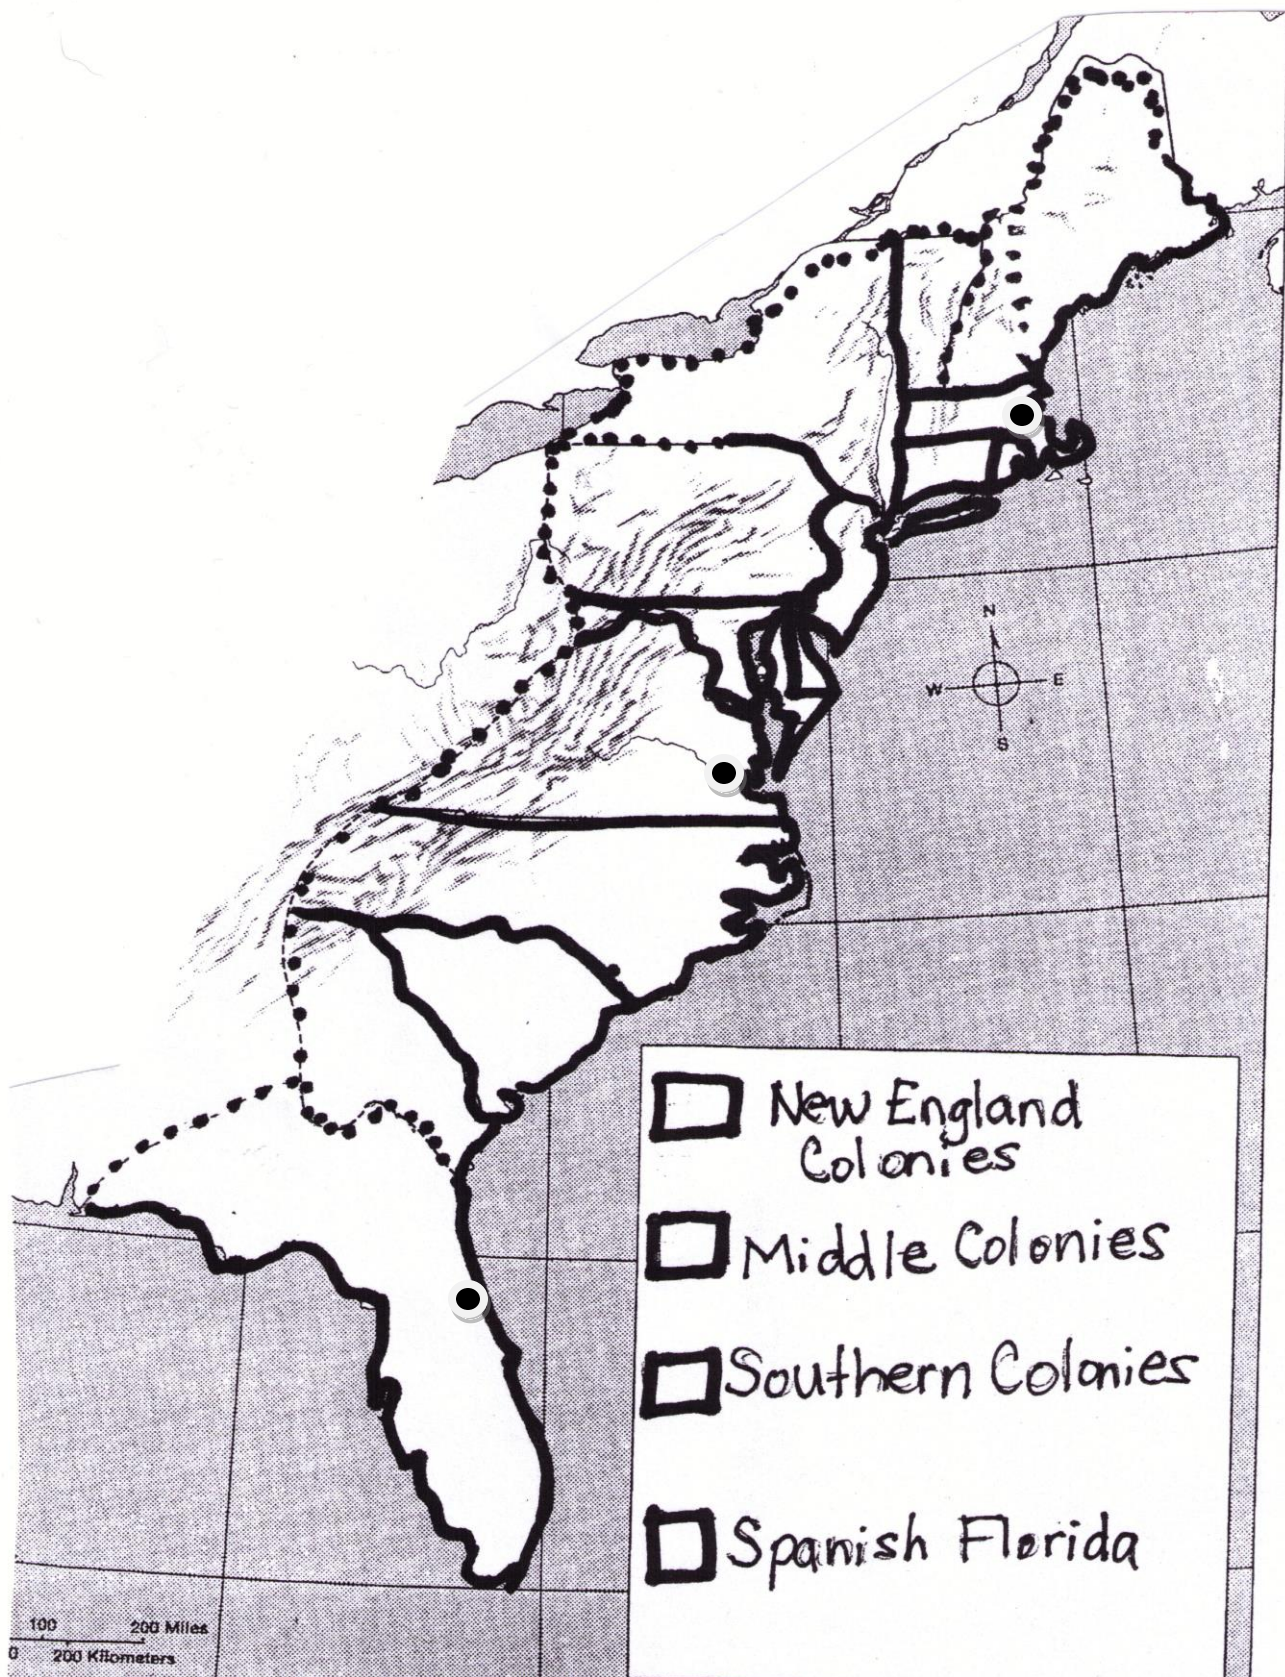 N
W E
S
New England
Colonies
Middle Colonies
Southern Colonies
Spanish Florida
100 200 Miles
0 200 Kilometers